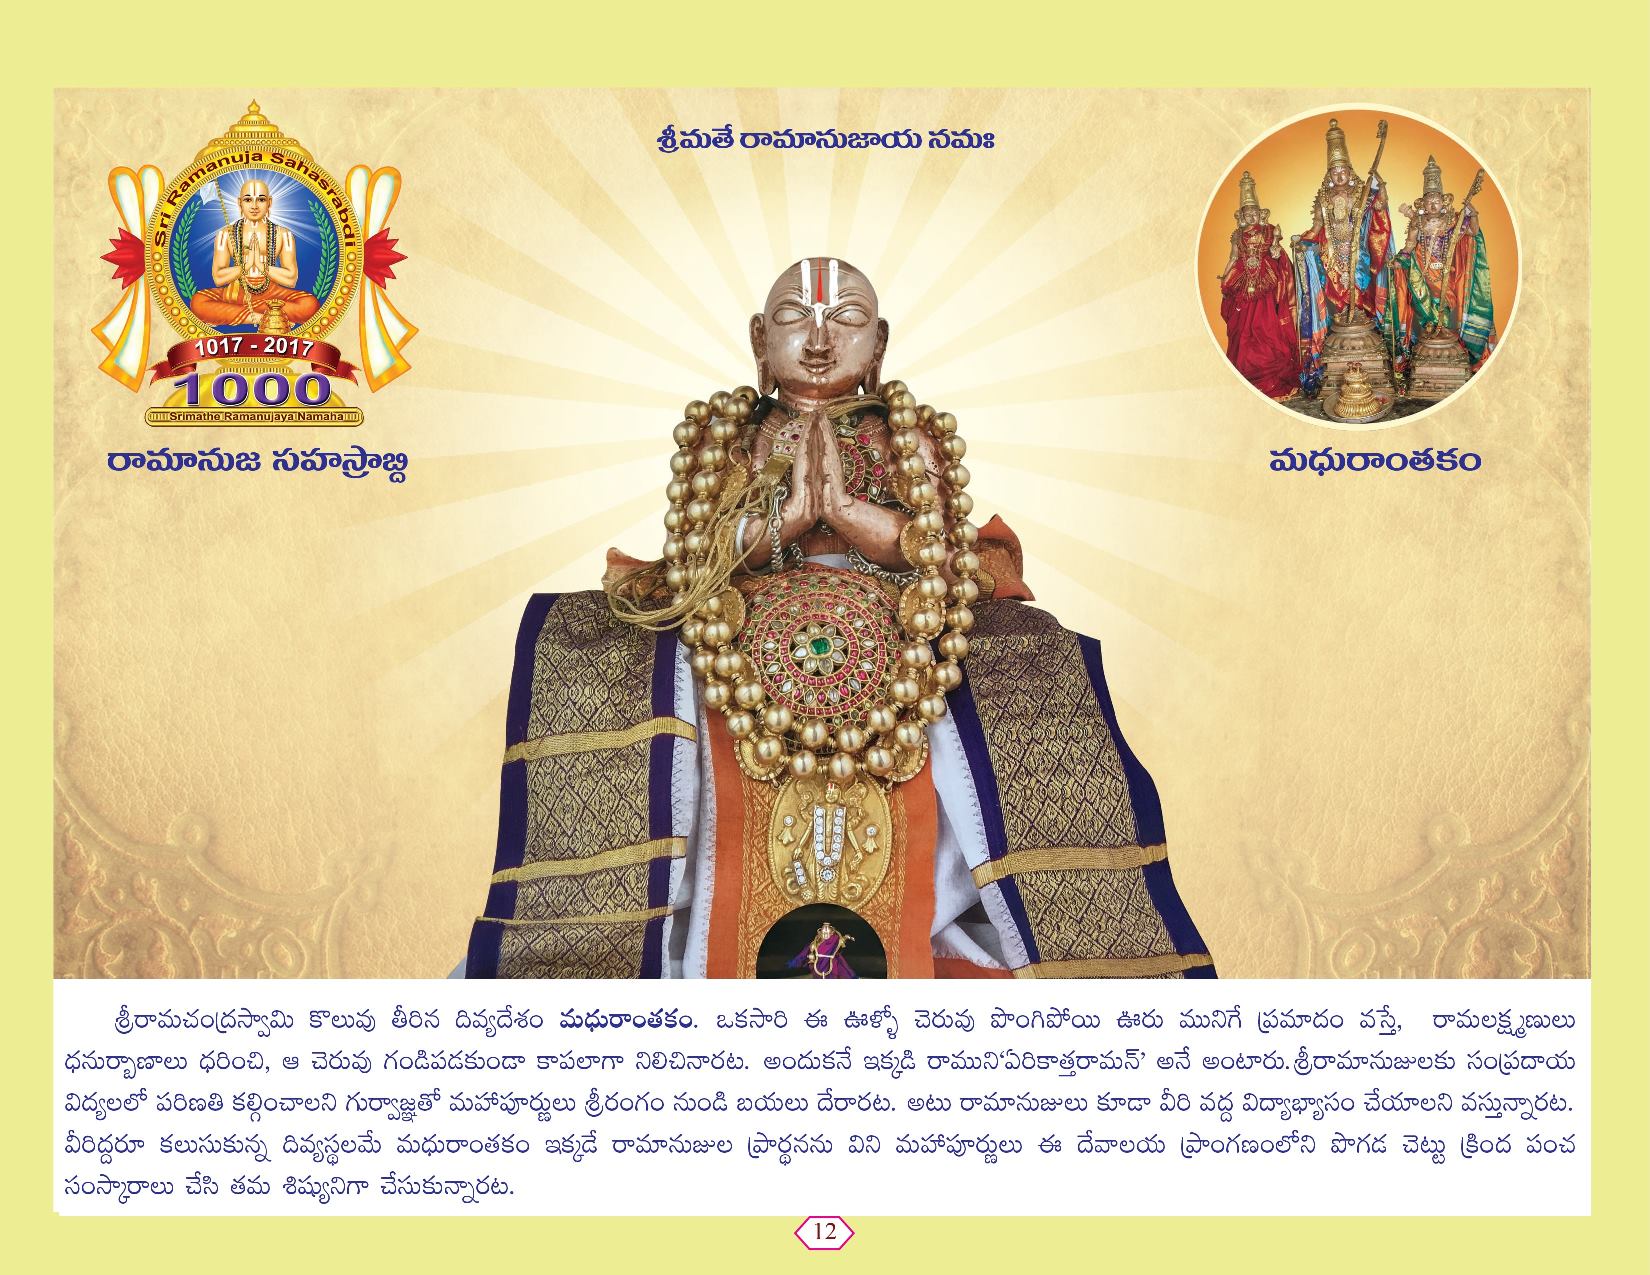 శ్రీమతే రామానుజాయ నమః
Sri Ramanuja Sahasrabdi
1017 - 2017
1000
Srimathe Ramanujaya Namaha
రామానుజ సహస్రాబ్ది
మధురాంతకం
శ్రీరామచంద్రస్వామి కొలువు తీరిన దివ్యదేశం మధురాంతకం. ఒకసారి ఈ ఊళ్ళో చెరువు పొంగిపోయి ఊరు మునిగే ప్రమాదం వస్తే, రామలక్ష్మణులు
ధనుర్బాణాలు ధరించి, ఆ చెరువు గండిపడకుండా కాపలాగా నిలిచినారట. అందుకనే ఇక్కడి రాముని‘ఏరికాత్తరామన్’ అనే అంటారు. శ్రీరామానుజులకు సంప్రదాయ
విద్యలలో పరిణతి కల్గించాలని గుర్వాజ్ఞతో మహాపూర్ణులు శ్రీరంగం నుండి బయలు దేరారట. అటు రామానుజులు కూడా వీరి వద్ద విద్యాభ్యాసం చేయాలని వస్తున్నారట.
వీరిద్దరూ కలుసుకున్న దివ్యస్థలమే మధురాంతకం ఇక్కడే రామానుజుల ప్రార్థనను విని మహాపూర్ణులు ఈ దేవాలయ ప్రాంగణంలోని పొగడ చెట్టు క్రింద పంచ
సంస్కారాలు చేసి తమ శిష్యునిగా చేసుకున్నారట.
12